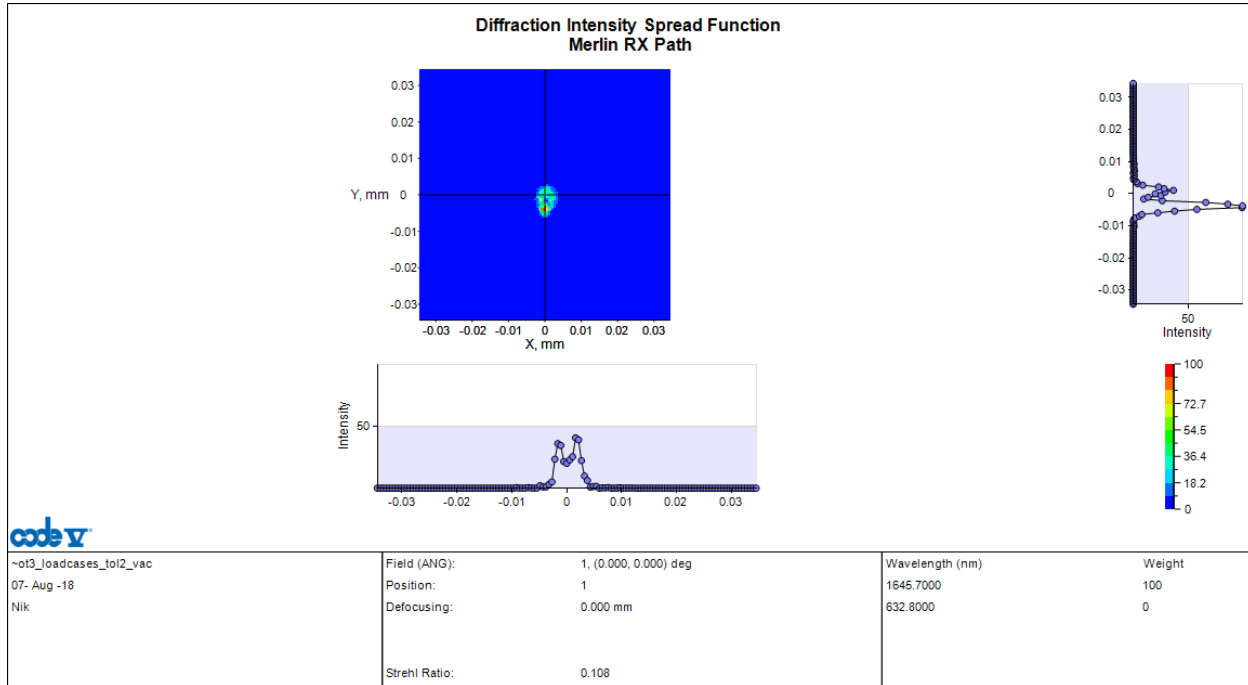 Diffraction Intensity Spread Function
Merlin RX Path
0.03
0.02
0.01
Y, mm 0
-0.01
-0.02
-0.03
-0.03 -0.02 -0.01 0 0.01 0.02 0.03
X, mm
0.03
0.02
0.01
0
-0.01
-0.02
-0.03
50
Intensity
Intensity
50
-0.03 -0.02 -0.01 0 0.01 0.02 0.03
100
72.7
54.5
36.4
18.2
0
code V
~ot3_loadcases_tol2_vac
07- Aug -18
Nik
Field (ANG): 1, (0.000, 0.000) deg
Position: 1
Defocusing: 0.000 mm
Strehl Ratio: 0.108
Wavelength (nm) Weight
1645.7000 100
632.8000 0